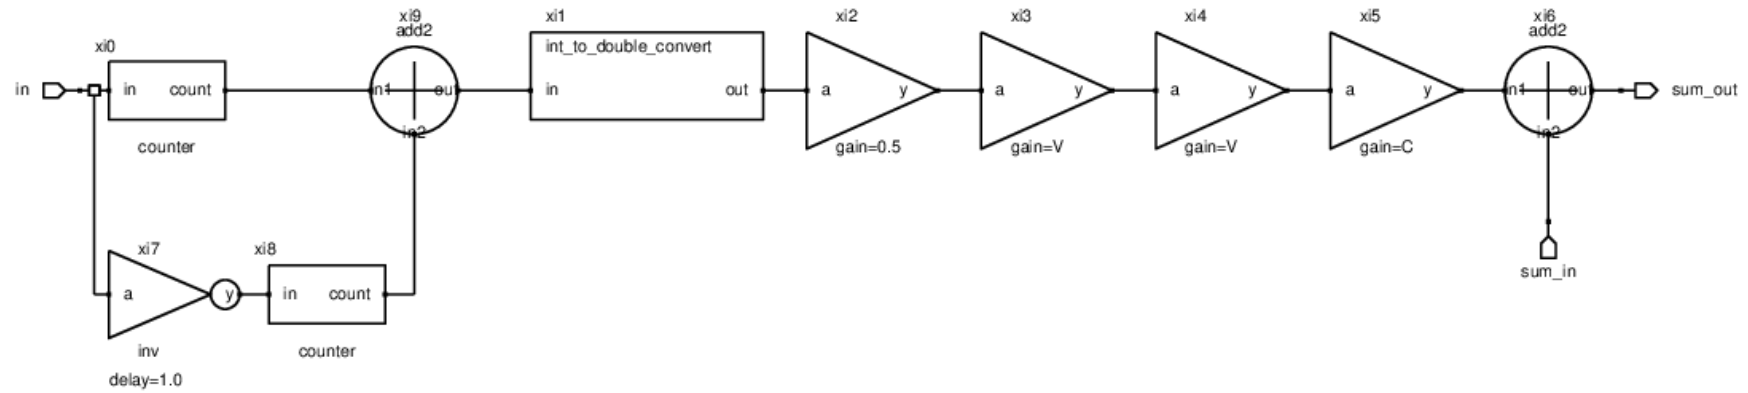 xi9
xi1
xi2
xi3
xi4
xi5
xi6
add2
add2
xi0
int_to_double_convert
in
in
count
in1
out
in
out
a
y
a
y
a
y
a
y
in1
out
sum_out
in2
in2
counter
gain=0.5
gain=V
gain=V
gain=C
xi7
xi8
sum_in
a
y
in
count
inv
counter
delay=1.0